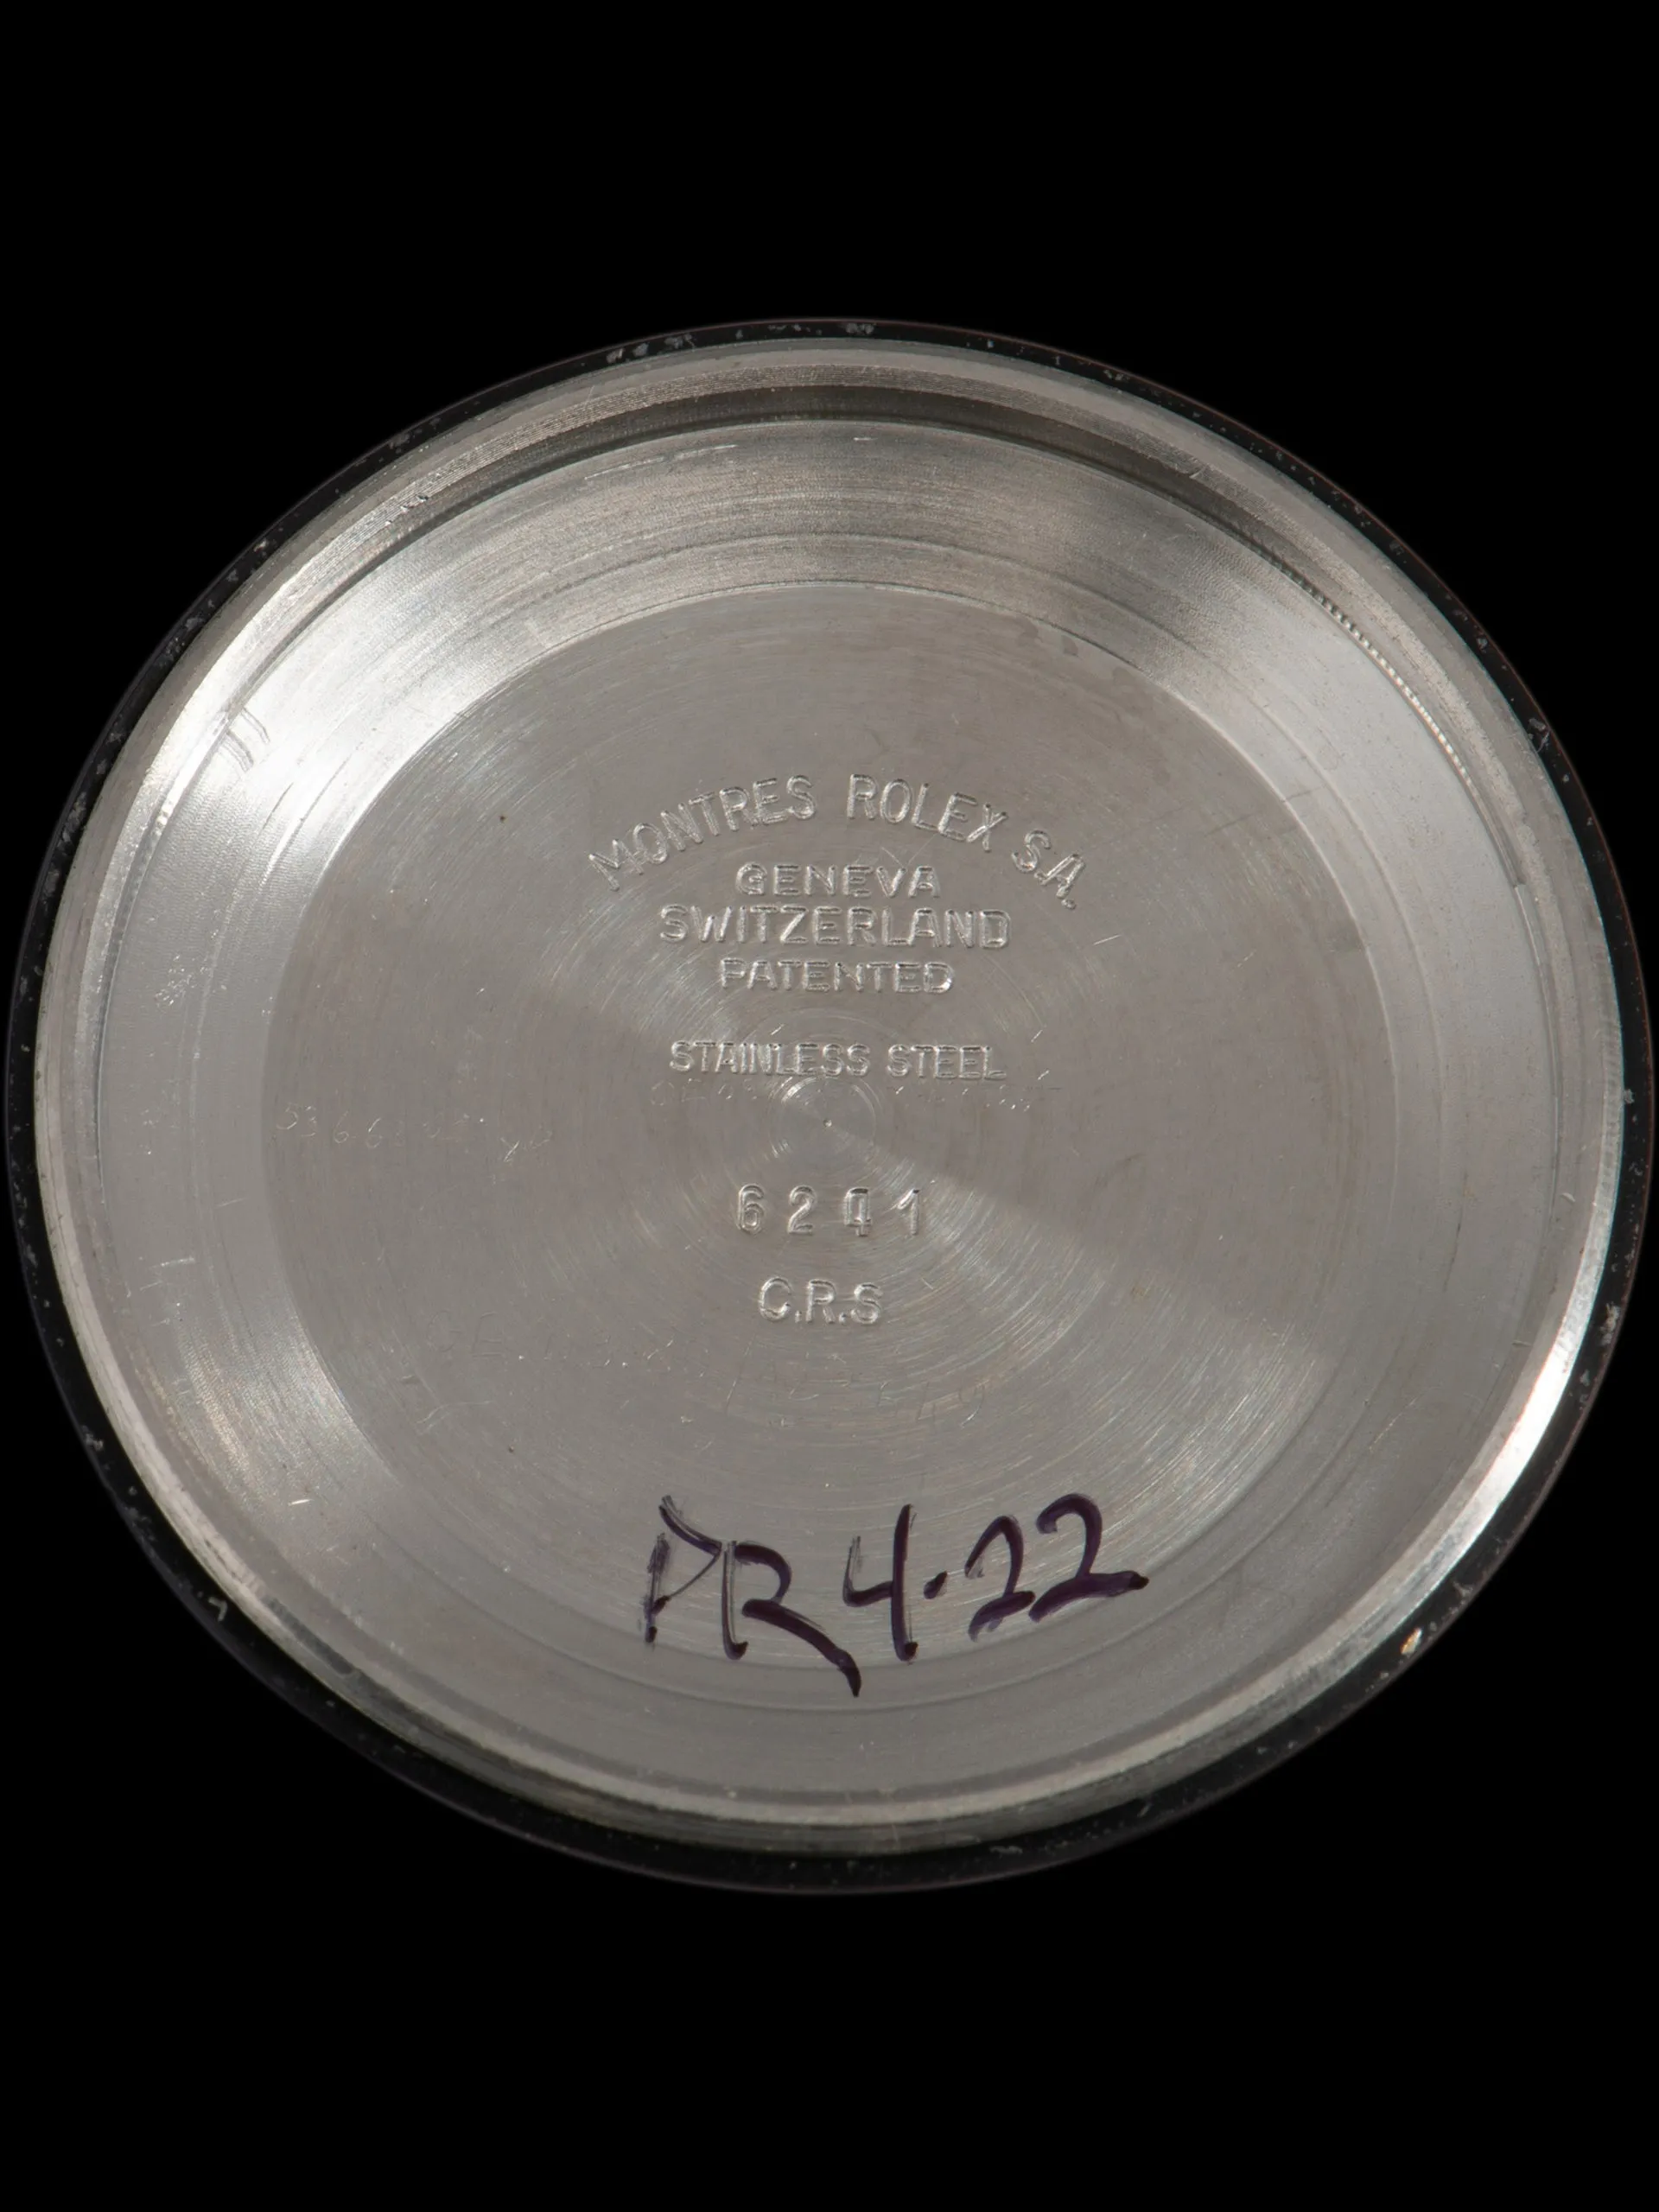 MONTRES ROLEX S.A.
GENEVA
SWITZERLAND
PATENTED
STAINLESS STEEL
6241
C.R.S
PR 4.22